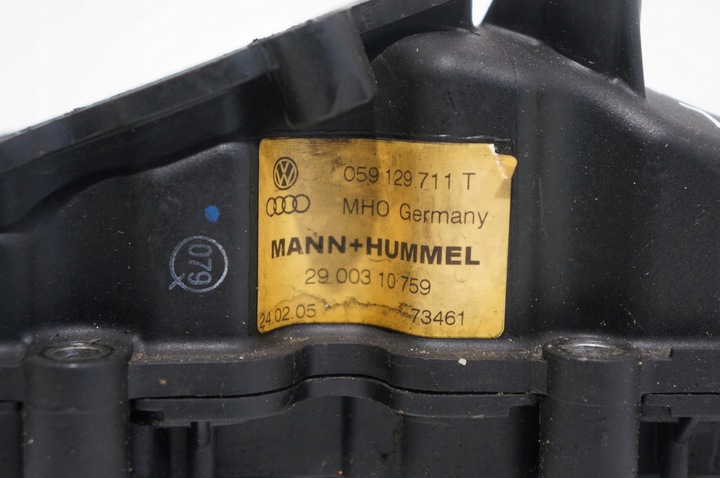 059 129 711 T
MHO Germany
MANN+HUMMEL
29 003 10 759
24.02.05 73461
079
x